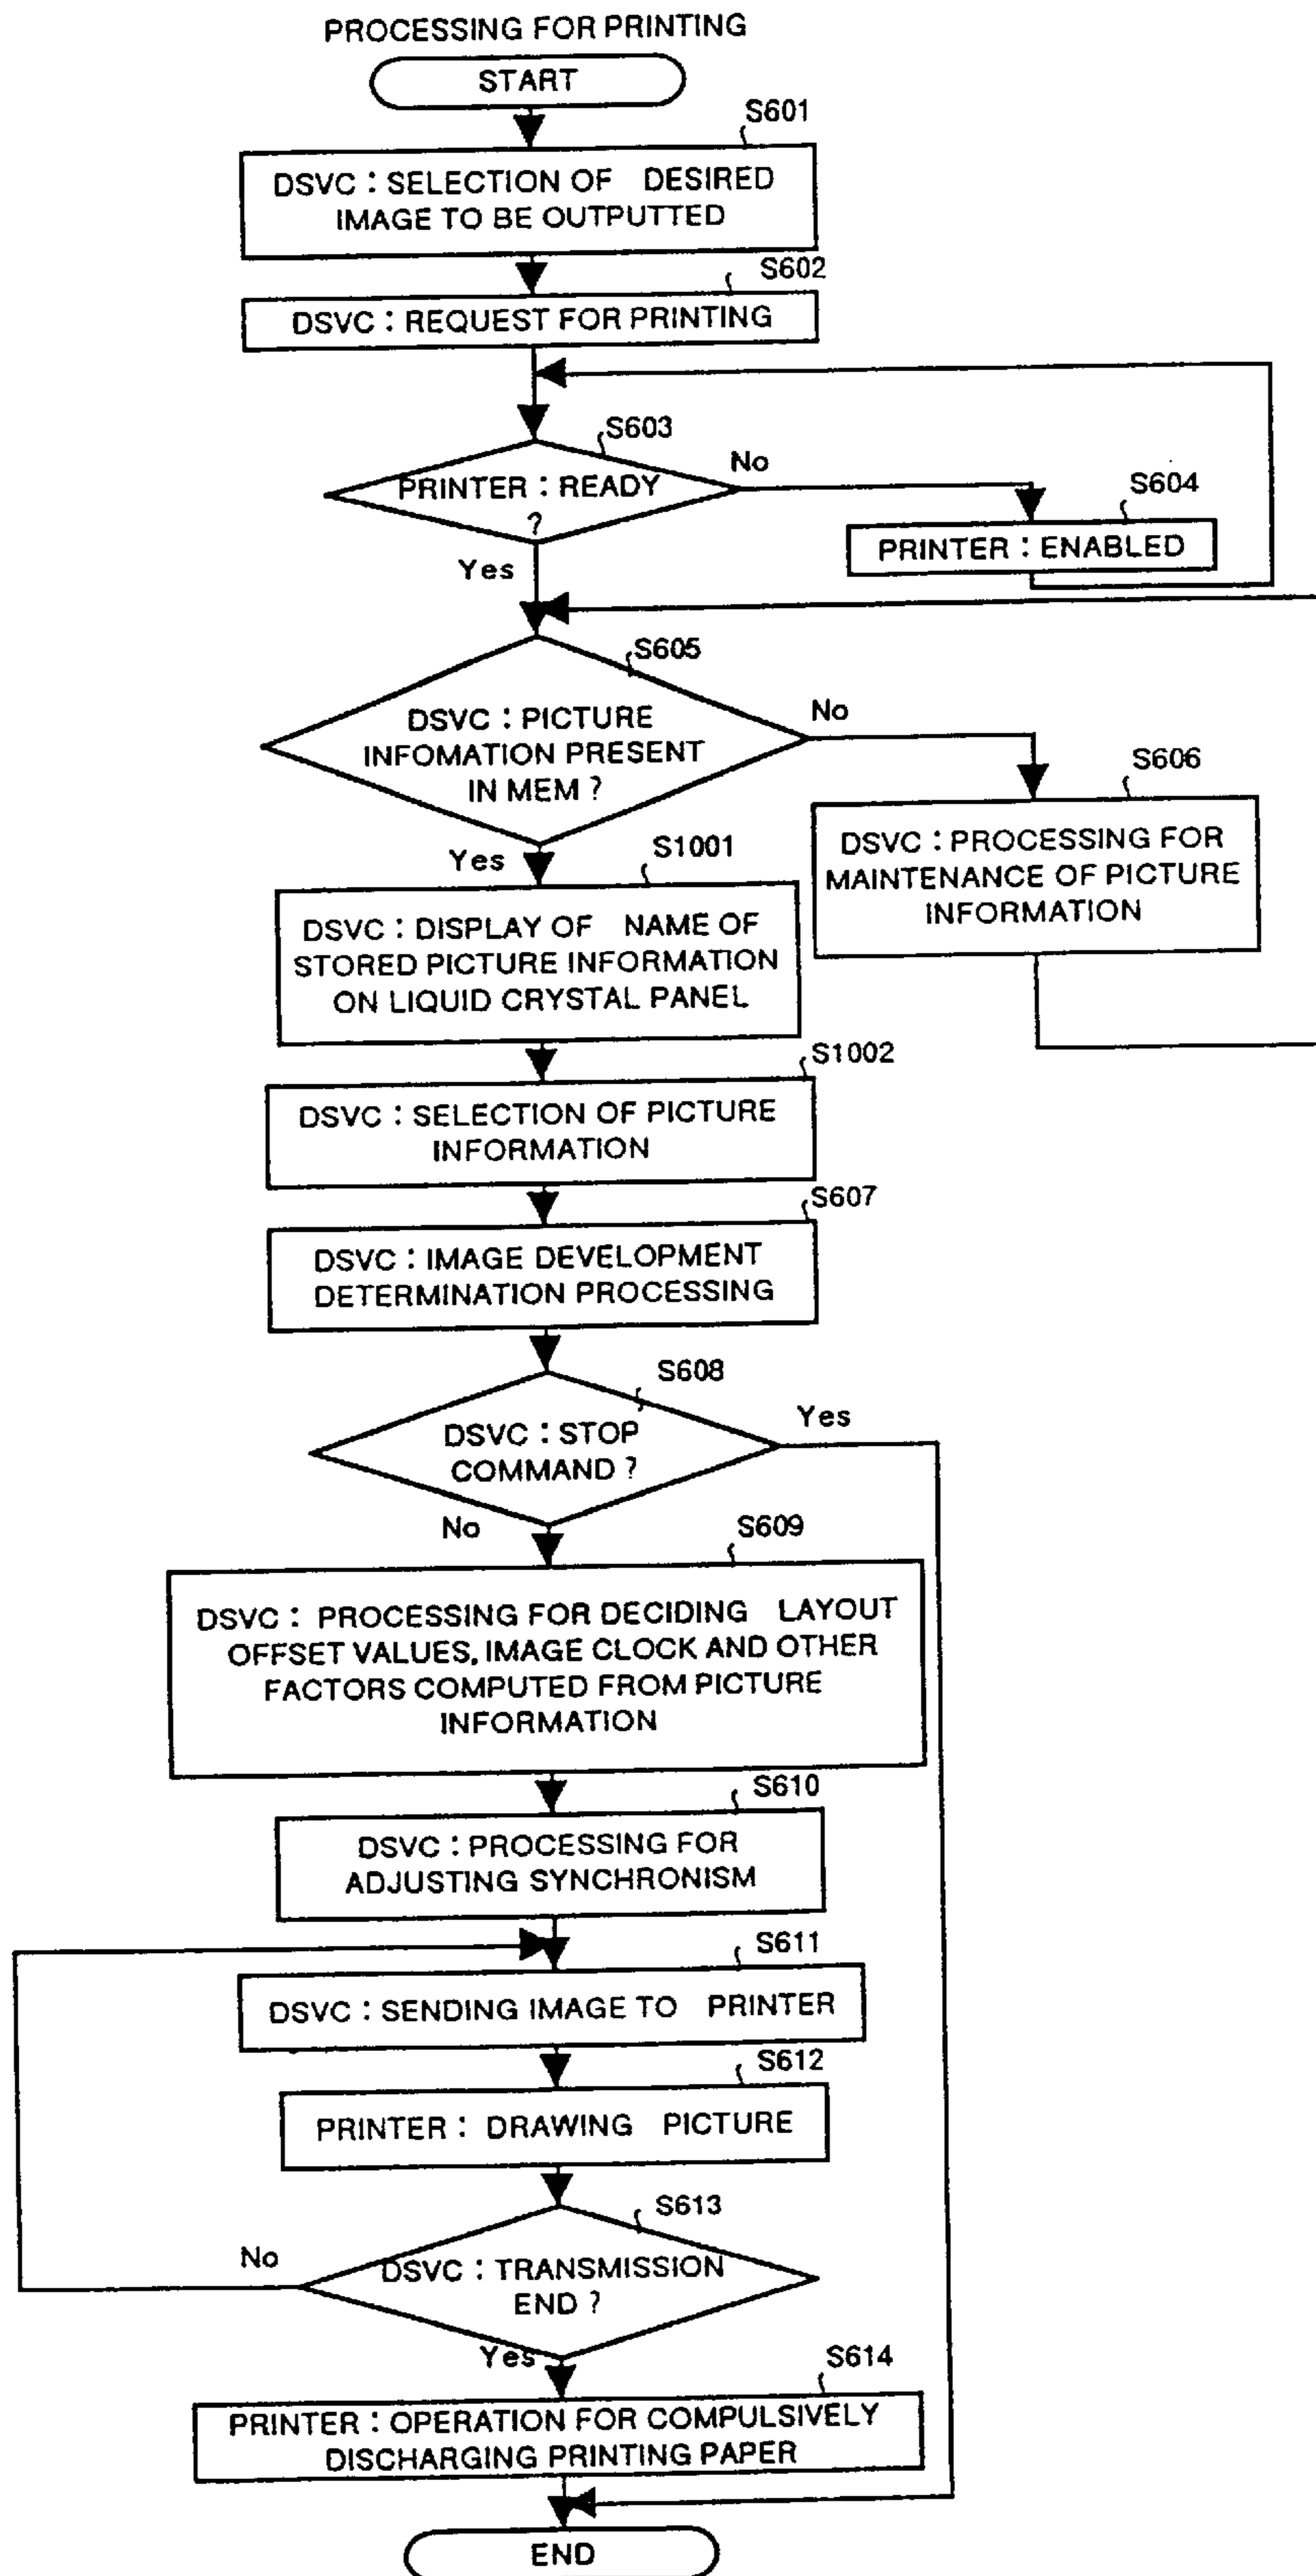 PROCESSING FOR PRINTING
START
S601
DSVC : SELECTION OF DESIRED
IMAGE TO BE OUTPUTTED
S602
DSVC : REQUEST FOR PRINTING
S603
PRINTER : READY
?
No
Yes
S604
PRINTER : ENABLED
S605
DSVC : PICTURE
INFOMATION PRESENT
IN MEM ?
No
Yes
S606
DSVC : PROCESSING FOR
MAINTENANCE OF PICTURE
INFORMATION
S1001
DSVC : DISPLAY OF NAME OF
STORED PICTURE INFORMATION
ON LIQUID CRYSTAL PANEL
S1002
DSVC : SELECTION OF PICTURE
INFORMATION
S607
DSVC : IMAGE DEVELOPMENT
DETERMINATION PROCESSING
S608
DSVC : STOP
COMMAND ?
Yes
No
S609
DSVC : PROCESSING FOR DECIDING LAYOUT
OFFSET VALUES, IMAGE CLOCK AND OTHER
FACTORS COMPUTED FROM PICTURE
INFORMATION
S610
DSVC : PROCESSING FOR
ADJUSTING SYNCHRONISM
S611
DSVC : SENDING IMAGE TO PRINTER
S612
PRINTER : DRAWING PICTURE
S613
DSVC : TRANSMISSION
END ?
No
Yes
S614
PRINTER : OPERATION FOR COMPULSIVELY
DISCHARGING PRINTING PAPER
END